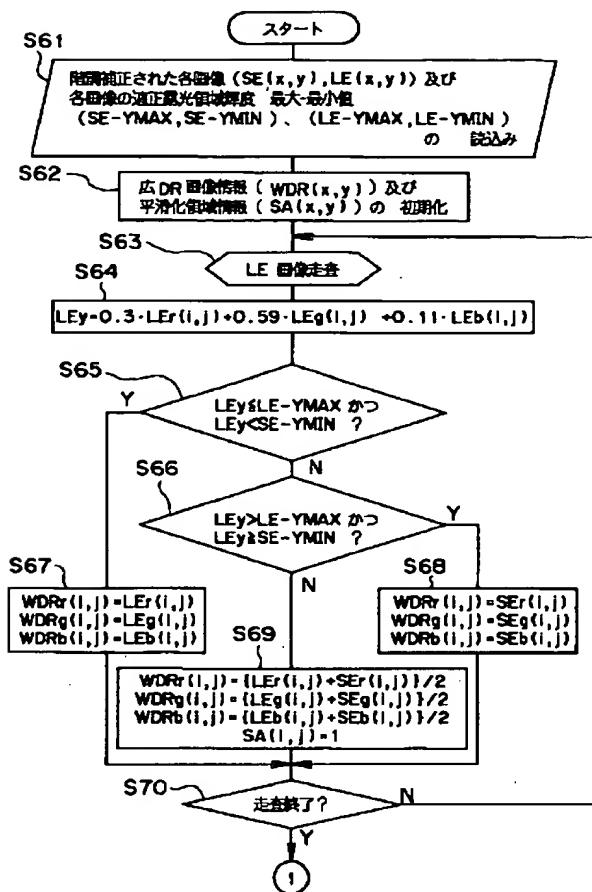 スタート
S61
階調補正された各画像 (SE(x,y),LE(x,y)) 及び
各画像の適正露光領域輝度 最大-最小値
(SE-YMAX,SE-YMIN)、(LE-YMAX,LE-YMIN)
の 読込み
S62
広DR画像情報 ( WDR(x,y) ) 及び
平滑化領域情報 ( SA(x,y) ) の 初期化
S63
LE 画像走査
S64
LEy=0.3·LEr(i,j)+0.59·LEg(i,j) +0.11·LEb(i,j)
S65
LEy≦LE-YMAX かつ
LEy<SE-YMIN ?
Y
N
S66
LEy>LE-YMAX かつ
LEy≧SE-YMIN ?
Y
N
S67
WDRr(i,j)=LEr(i,j)
WDRg(i,j)=LEg(i,j)
WDRb(i,j)=LEb(i,j)
S68
WDRr(i,j)=SEr(i,j)
WDRg(i,j)=SEg(i,j)
WDRb(i,j)=SEb(i,j)
S69
WDRr(i,j)={LEr(i,j)+SEr(i,j)}/2
WDRg(i,j)={LEg(i,j)+SEg(i,j)}/2
WDRb(i,j)={LEb(i,j)+SEb(i,j)}/2
SA(i,j)=1
S70
走査終了?
N
Y
1